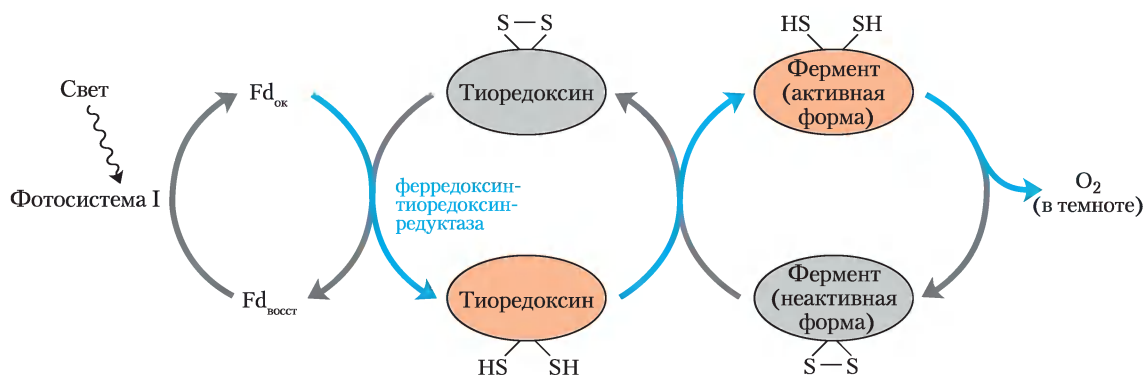 Свет
Фотосистема I
Fdок
Fdвосст
S — S
Тиоредоксин
ферредоксин-
тиоредоксин-
редуктаза
Тиоредоксин
HS SH
HS SH
Фермент
(активная
форма)
O2
(в темноте)
Фермент
(неактивная
форма)
S — S